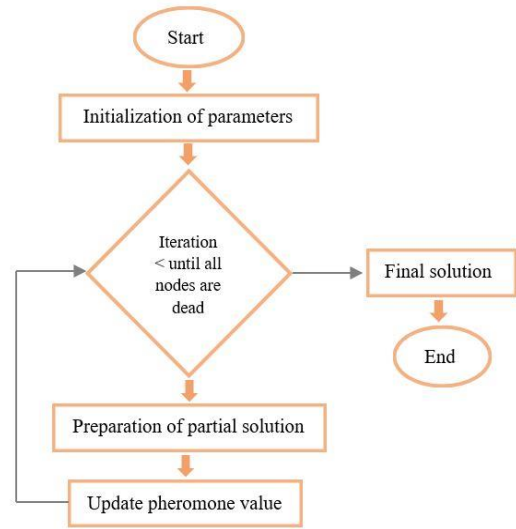 Start
Initialization of parameters
Iteration
< until all
nodes are
dead
Final solution
End
Preparation of partial solution
Update pheromone value